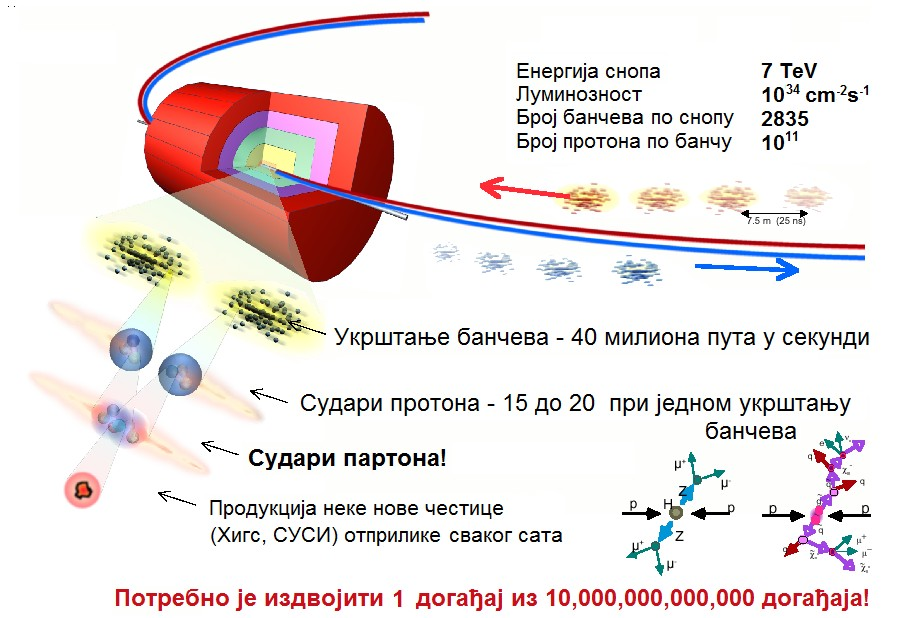 Енергија снопа 7 TeV
Луминозност 10³⁴ cm⁻²s⁻¹
Број банчева по снопу 2835
Број протона по банчу 10¹¹
7.5 m (25 ns)
Укрштање банчева - 40 милиона пута у секунди
Судари протона - 15 до 20 при једном укрштању
банчева
Судари партона!
Продукција неке нове честице
(Хигс, СУСИ) отприлике сваког сата
μ⁺
μ⁻
Z
p H p
Z
μ⁺
μ⁻
e ν
q
q
p p
q
q
μ⁺
μ⁻
Потребно је издвојити 1 догађај из 10,000,000,000,000 догађаја!